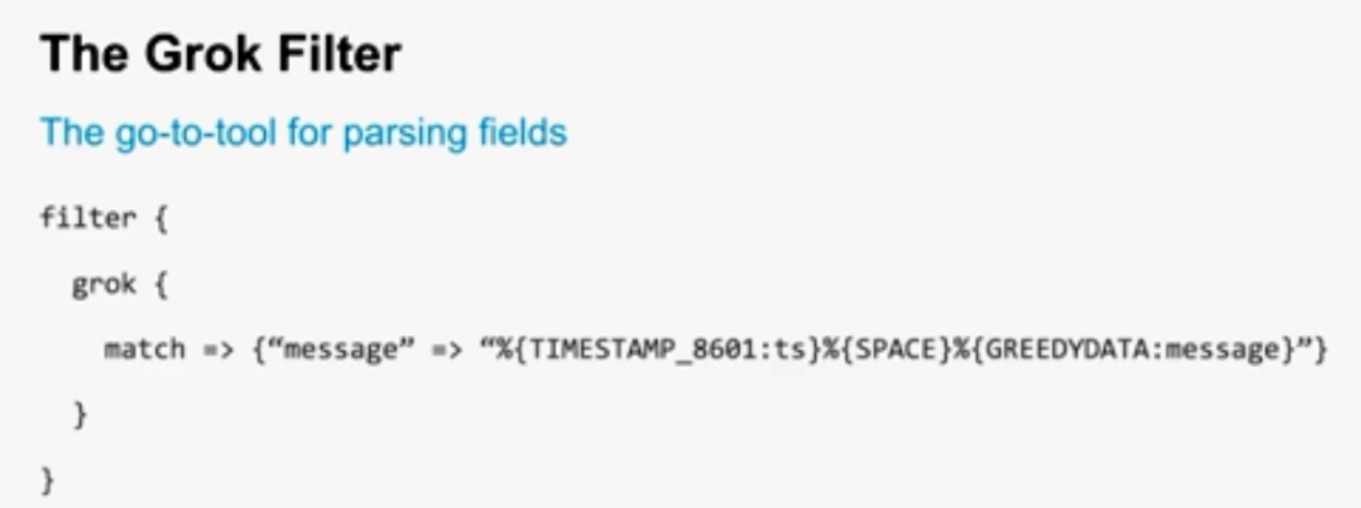 The Grok Filter
The go-to-tool for parsing fields
filter {
grok {
match => {“message” => “%{TIMESTAMP_8601:ts}%{SPACE}%{GREEDYDATA:message}”}
}
}